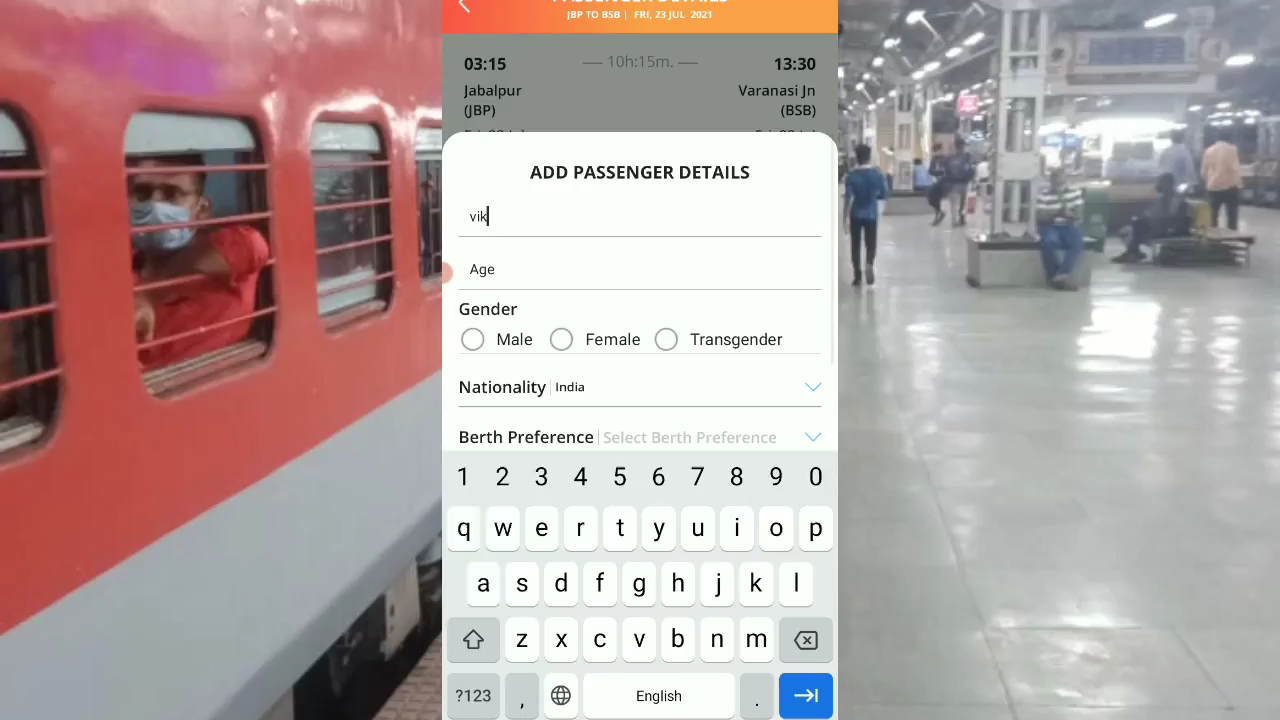 JBP TO BSB | FRI, 23 JUL 2021
03:15 10h:15m. 13:30
Jabalpur Varanasi Jn
(JBP) (BSB)
ADD PASSENGER DETAILS
vik
Age
Gender
Male Female Transgender
Nationality India
Berth Preference Select Berth Preference
1 2 3 4 5 6 7 8 9 0
q w e r t y u i o p
a s d f g h j k l
z x c v b n m
?123 , English .